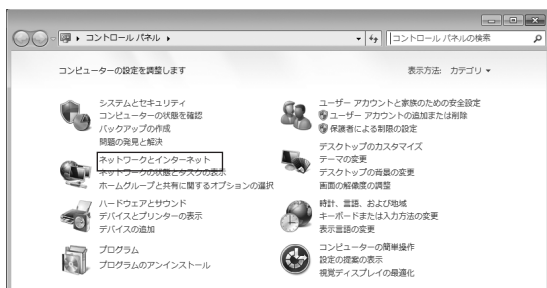 コントロール パネル
コントロール パネルの検索
コンピューターの設定を調整します
表示方法: カテゴリ
システムとセキュリティ
コンピューターの状態を確認
バックアップの作成
問題の発見と解決
ネットワークとインターネット
ネットワークの状態とタスクの表示
ホームグループと共有に関するオプションの選択
ハードウェアとサウンド
デバイスとプリンターの表示
デバイスの追加
プログラム
プログラムのアンインストール
ユーザー アカウントと家族のための安全設定
ユーザー アカウントの追加または削除
保護者による制限の設定
デスクトップのカスタマイズ
テーマの変更
デスクトップの背景の変更
画面の解像度の調整
時計、言語、および地域
キーボードまたは入力方法の変更
表示言語の変更
コンピューターの簡単操作
設定の提案の表示
視覚ディスプレイの最適化